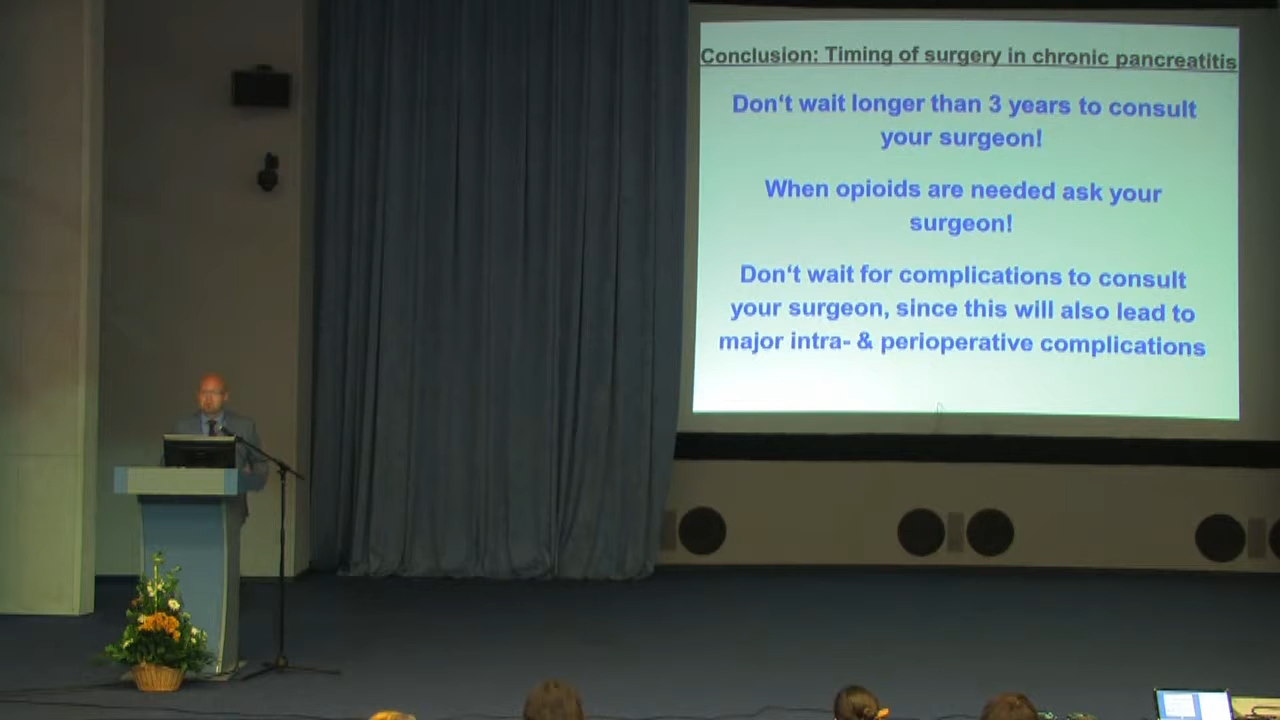 Conclusion: Timing of surgery in chronic pancreatitis
Don't wait longer than 3 years to consult
your surgeon!
When opioids are needed ask your
surgeon!
Don't wait for complications to consult
your surgeon, since this will also lead to
major intra- & perioperative complications